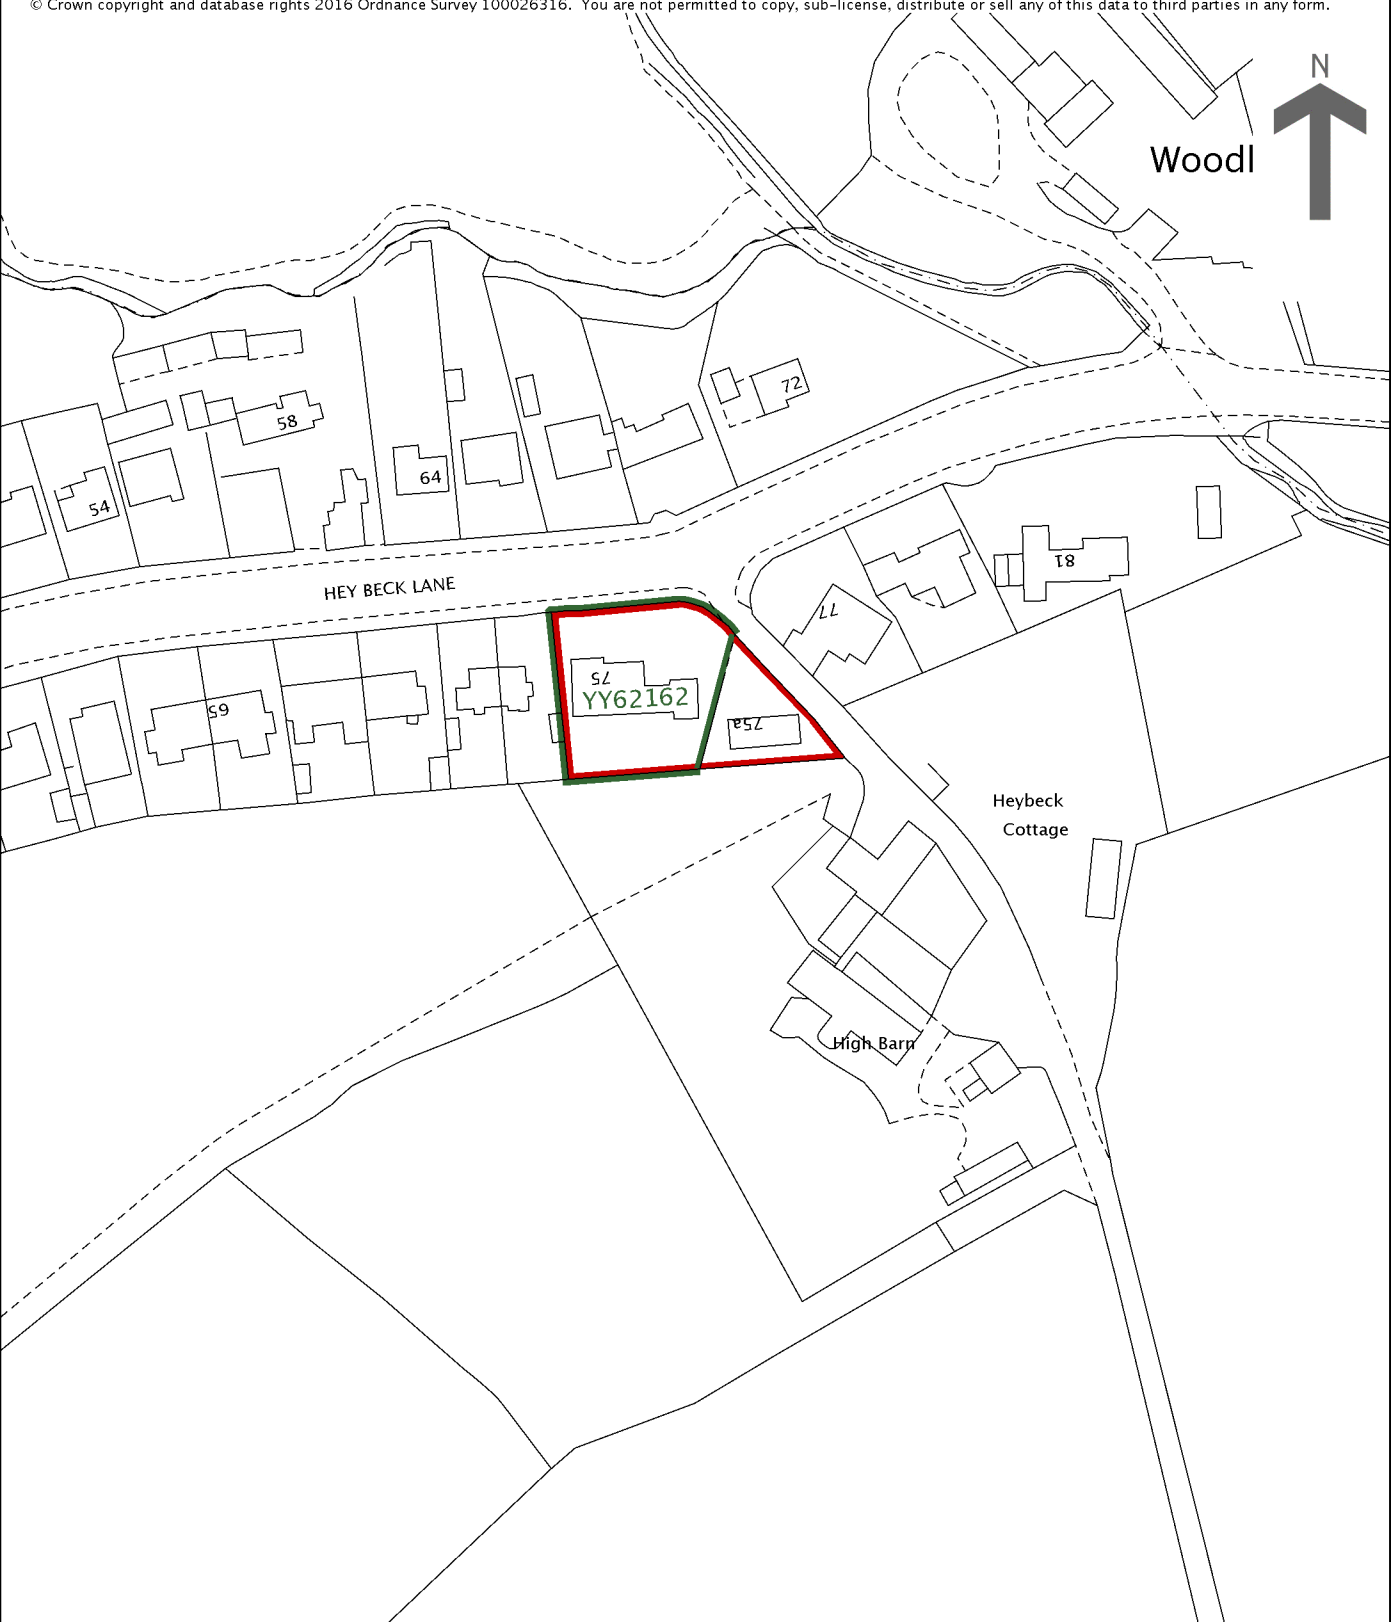 © Crown copyright and database rights 2016 Ordnance Survey 100026316. You are not permitted to copy, sub-license, distribute or sell any of this data to third parties in any form.
N
Woodl
72
58
64
54
81
HEY BECK LANE
77
75
YY62162
65
75a
Heybeck
Cottage
High Barn